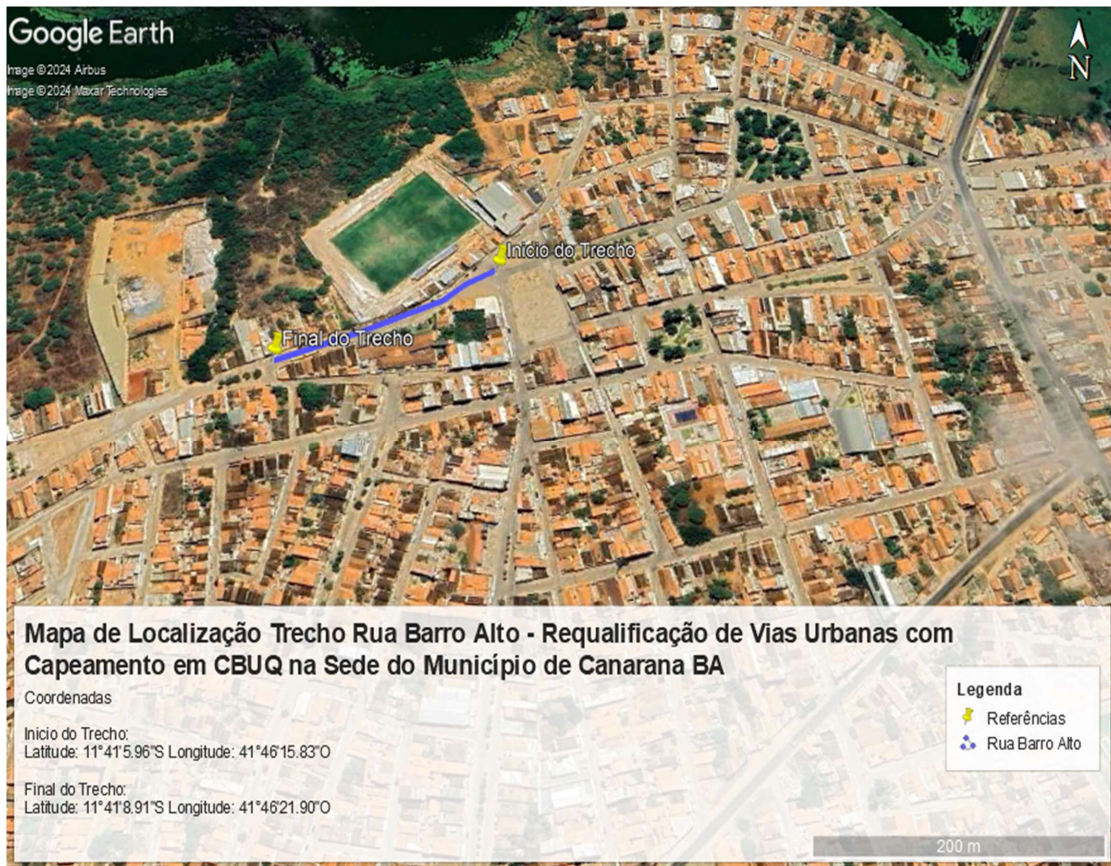 Google Earth
Image © 2024 Airbus
Image © 2024 Maxar Technologies
N
Início do Trecho
Final do Trecho
Mapa de Localização Trecho Rua Barro Alto - Requalificação de Vias Urbanas com
Capeamento em CBUQ na Sede do Município de Canarana BA
Coordenadas
Inicio do Trecho:
Latitude: 11°41'5.96"S Longitude: 41°46'15.83"O
Final do Trecho:
Latitude: 11°41'8.91"S Longitude: 41°46'21.90"O
Legenda
Referências
Rua Barro Alto
200 m